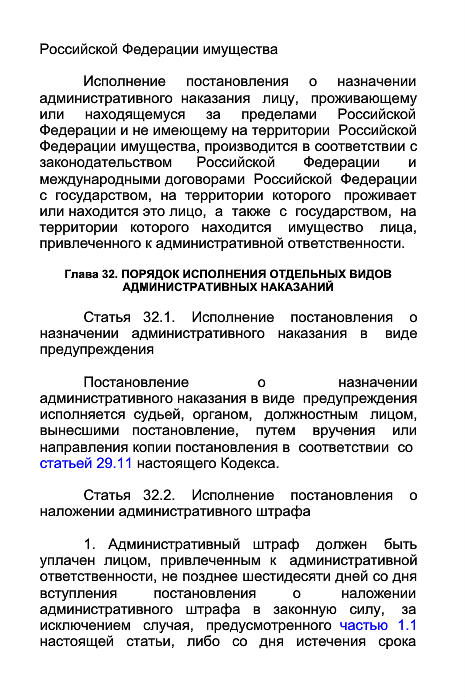 Российской Федерации имущества
Исполнение постановления о назначении
административного наказания лицу, проживающему
или находящемуся за пределами Российской
Федерации и не имеющему на территории Российской
Федерации имущества, производится в соответствии с
законодательством Российской Федерации и
международными договорами Российской Федерации
с государством, на территории которого проживает
или находится это лицо, а также с государством, на
территории которого находится имущество лица,
привлеченного к административной ответственности.
Глава 32. ПОРЯДОК ИСПОЛНЕНИЯ ОТДЕЛЬНЫХ ВИДОВ
АДМИНИСТРАТИВНЫХ НАКАЗАНИЙ
Статья 32.1. Исполнение постановления о
назначении административного наказания в виде
предупреждения
Постановление о назначении
административного наказания в виде предупреждения
исполняется судьей, органом, должностным лицом,
вынесшими постановление, путем вручения или
направления копии постановления в соответствии со
статьей 29.11 настоящего Кодекса.
Статья 32.2. Исполнение постановления о
наложении административного штрафа
1. Административный штраф должен быть
уплачен лицом, привлеченным к административной
ответственности, не позднее шестидесяти дней со дня
вступления постановления о наложении
административного штрафа в законную силу, за
исключением случая, предусмотренного частью 1.1
настоящей статьи, либо со дня истечения срока